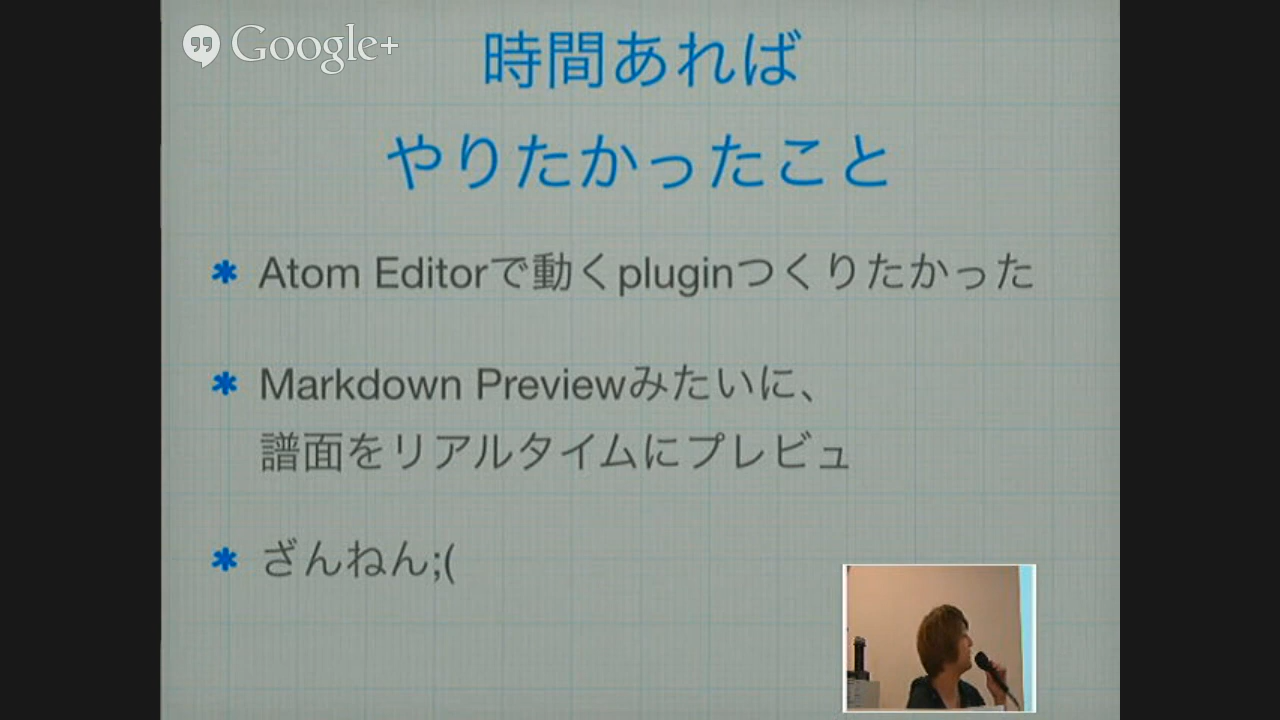 Google+
時間あれば
やりたかったこと
Atom Editorで動くpluginつくりたかった
Markdown Previewみたいに、
譜面をリアルタイムにプレビュ
ざんねん;(